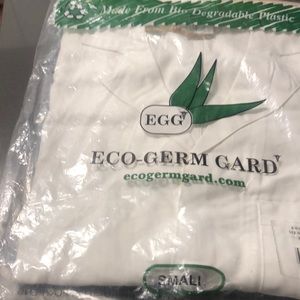 Made From Bio Degradable Plastic
EGG
ECO-GERM GARD
ecogermgard.com
SMALL